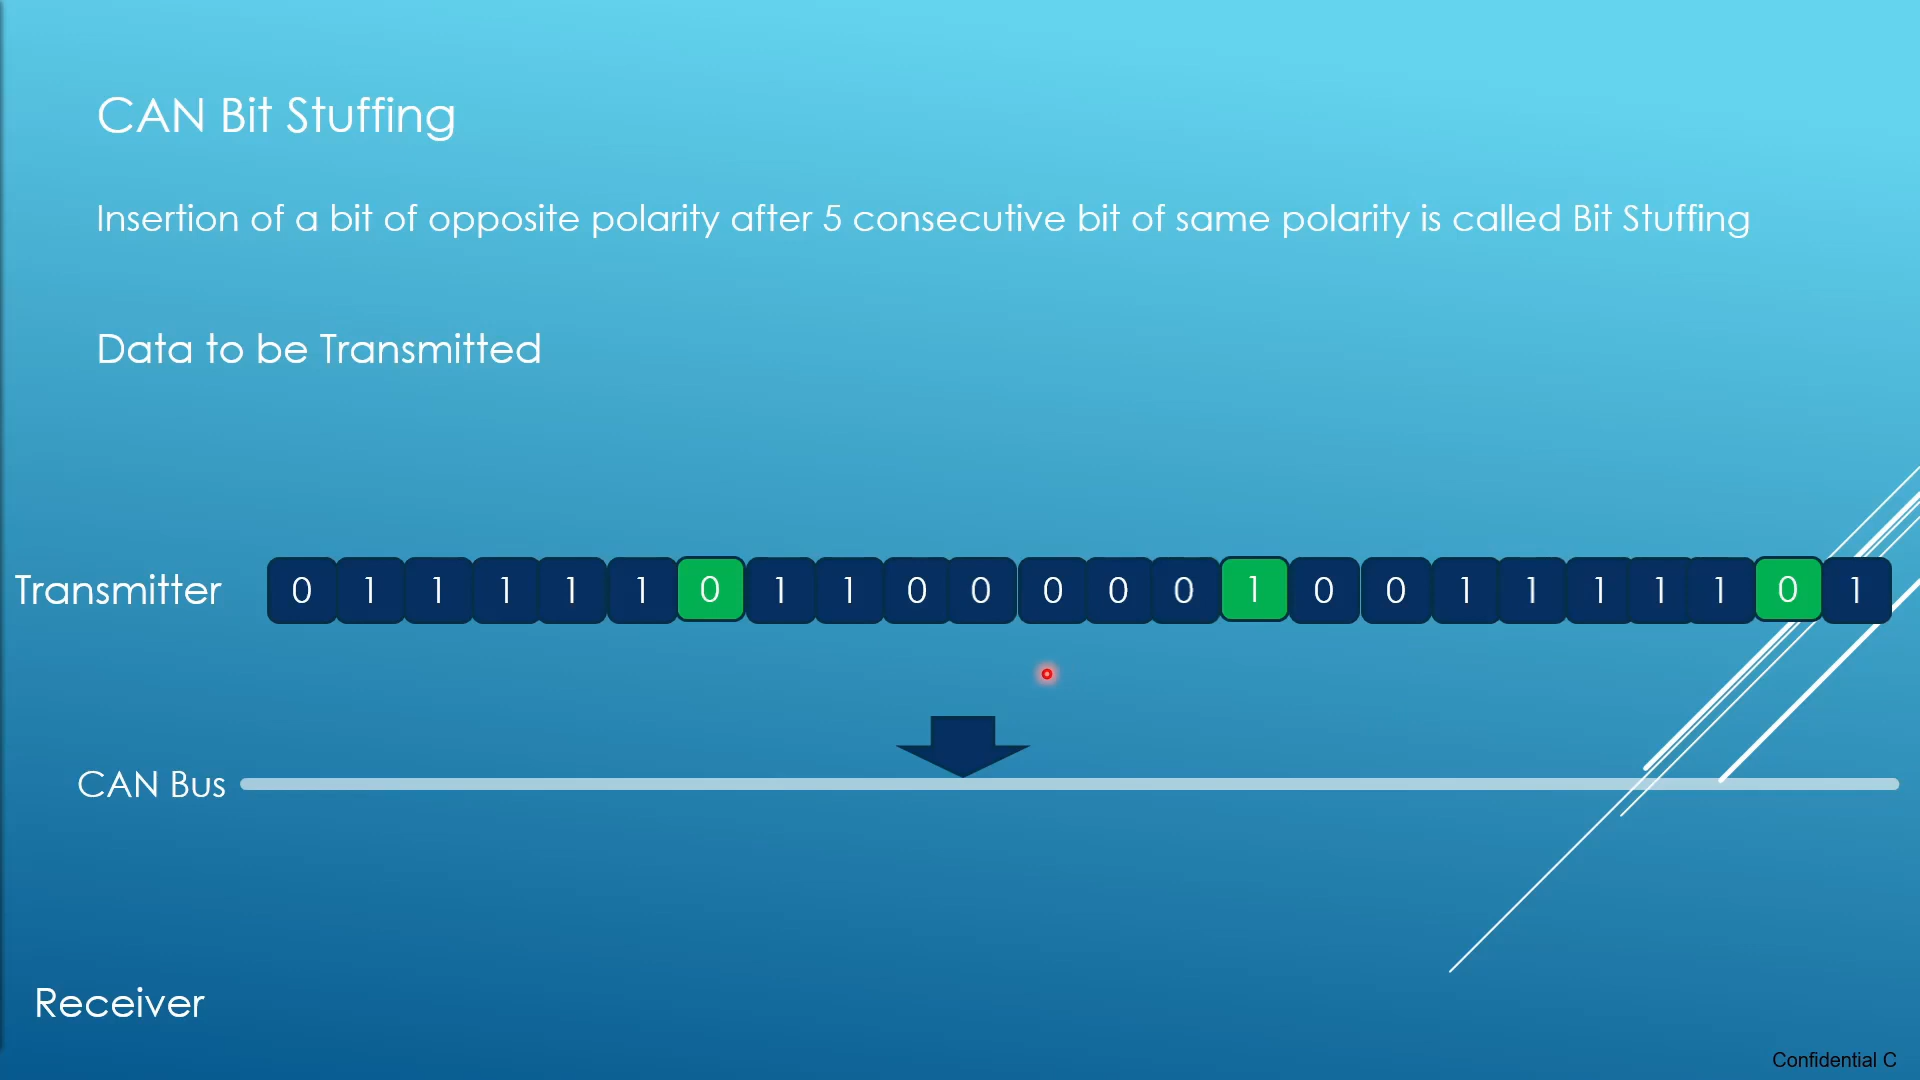 CAN Bit Stuffing
Insertion of a bit of opposite polarity after 5 consecutive bit of same polarity is called Bit Stuffing
Data to be Transmitted
Transmitter 0 1 1 1 1 1 0 1 1 0 0 0 0 0 1 0 0 1 1 1 1 1 0 1
CAN Bus
Receiver
Confidential C